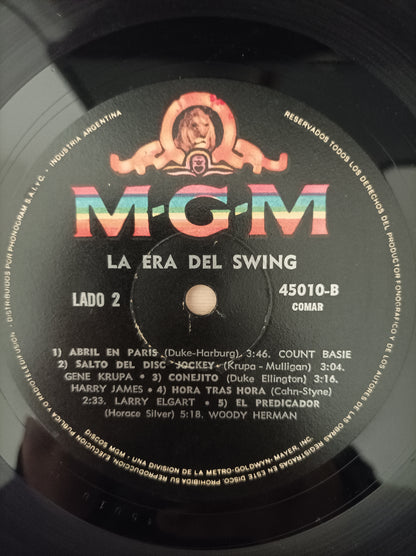 M-G-M
LA ERA DEL SWING
LADO 2
45010-B
COMAR
1) ABRIL EN PARIS (Duke-Harburg) 3:46. COUNT BASIE
2) SALTO DEL DISC JOCKEY (Krupa - Mulligan) 3:04.
GENE KRUPA • 3) CONEJITO (Duke Ellington) 3:16.
HARRY JAMES • 4) HORA TRAS HORA (Cahn-Styne)
2:33. LARRY ELGART • 5) EL PREDICADOR
(Horace Silver) 5:18. WOODY HERMAN
DISCOS MGM - UNA DIVISION DE LA METRO-GOLDWYN-MAYER, INC.
DISTRIBUIDOS POR PHONOGRAM S.A.I. y C. - INDUSTRIA ARGENTINA
RESERVADOS TODOS LOS DERECHOS DEL PRODUCTOR FONOGRAFICO Y DE LOS AUTORES DE LAS OBRAS REGISTRADAS EN ESTE DISCO. PROHIBIDA SU REPRODUCCION, EJECUCION PUBLICA Y RADIOTELEDIFUSION